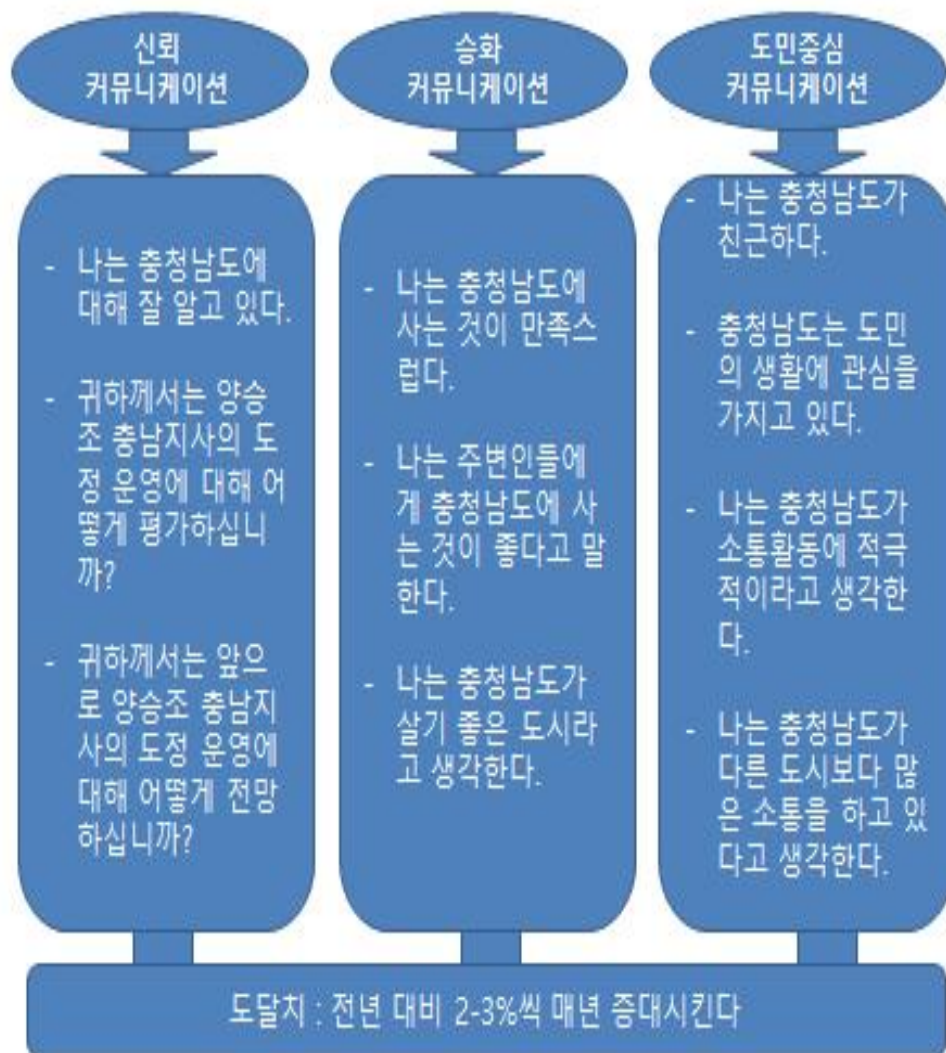 신뢰
커뮤니케이션
- 나는 충청남도에
대해 잘 알고 있다.
- 귀하께서는 양승
조 충남지사의 도
정 운영에 대해 어
떻게 평가하십니
까?
- 귀하께서는 앞으
로 양승조 충남지
사의 도정 운영에
대해 어떻게 전망
하십니까?
승화
커뮤니케이션
- 나는 충청남도에
사는 것이 만족스
럽다.
- 나는 주변인들에
게 충청남도에 사
는 것이 좋다고 말
한다.
- 나는 충청남도가
살기 좋은 도시라
고 생각한다.
도민중심
커뮤니케이션
- 나는 충청남도가
친근하다.
- 충청남도는 도민
의 생활에 관심을
가지고 있다.
- 나는 충청남도가
소통활동에 적극
적이라고 생각한
다.
- 나는 충청남도가
다른 도시보다 많
은 소통을 하고 있
다고 생각한다.
도달치 : 전년 대비 2-3%씩 매년 증대시킨다